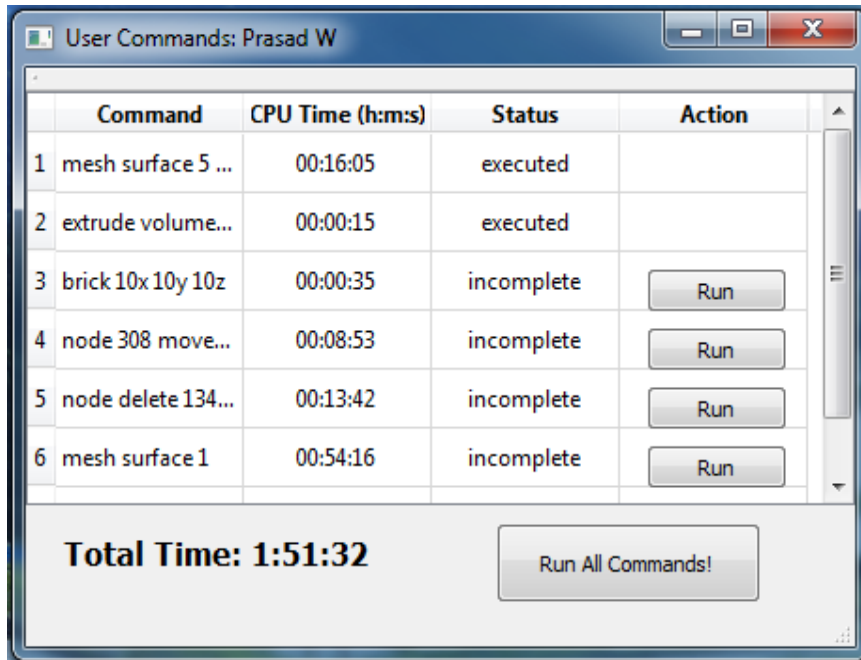 User Commands: Prasad W
Command CPU Time (h:m:s) Status Action
1 mesh surface 5 ... 00:16:05 executed
2 extrude volume... 00:00:15 executed
3 brick 10x 10y 10z 00:00:35 incomplete Run
4 node 308 move... 00:08:53 incomplete Run
5 node delete 134... 00:13:42 incomplete Run
6 mesh surface 1 00:54:16 incomplete Run
Total Time: 1:51:32 Run All Commands!